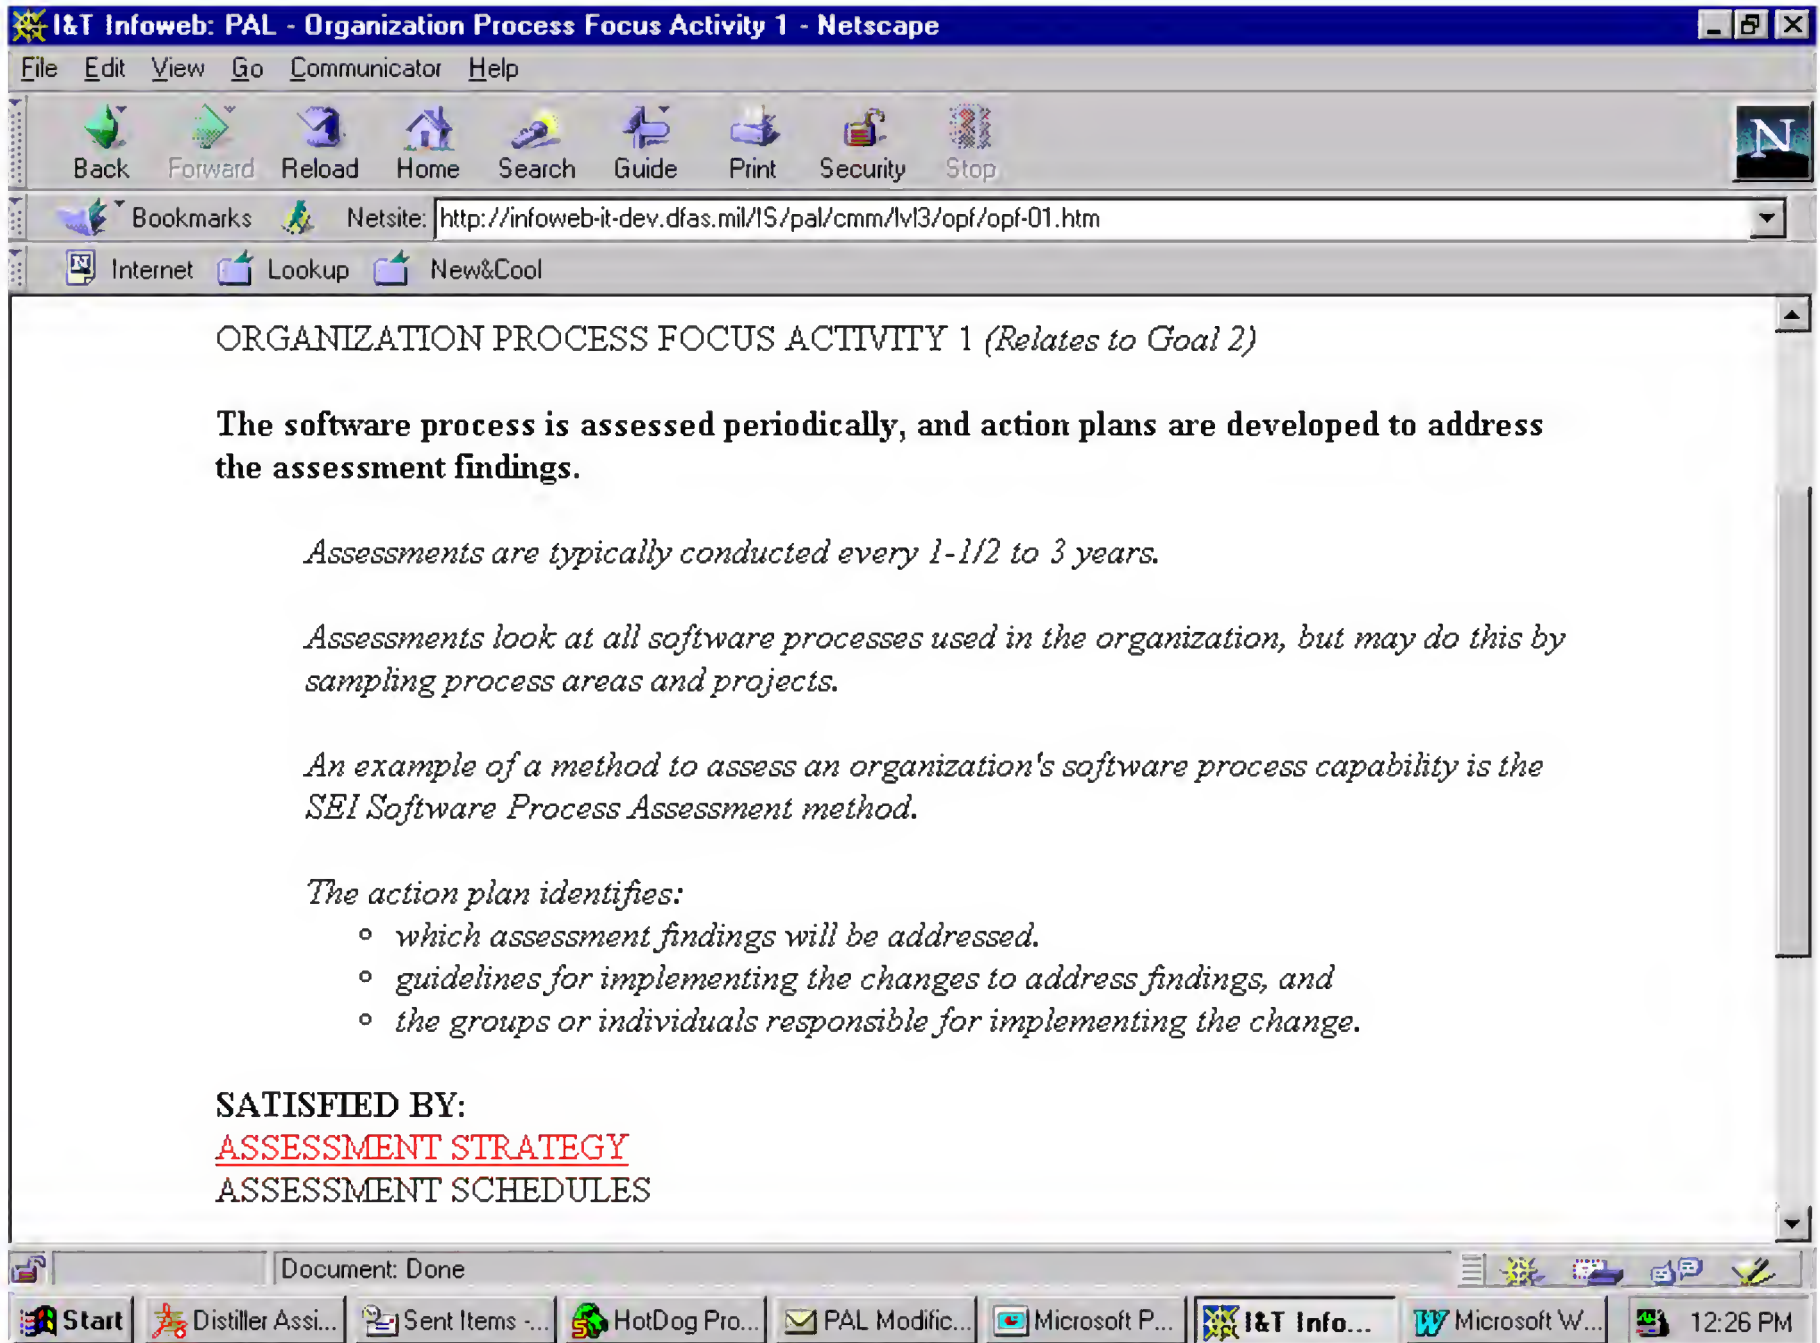 I&T Infoweb: PAL - Organization Process Focus Activity 1 - Netscape
File Edit View Go Communicator Help
Back Forward Reload Home Search Guide Print Security Stop
N
Bookmarks Netsite: http://infoweb-it-dev.dfas.mil/IS/pal/cmm/lvl3/opf/opf-01.htm
Internet Lookup New&Cool
ORGANIZATION PROCESS FOCUS ACTIVITY 1 (Relates to Goal 2)
The software process is assessed periodically, and action plans are developed to address
the assessment findings.
Assessments are typically conducted every 1-1/2 to 3 years.
Assessments look at all software processes used in the organization, but may do this by
sampling process areas and projects.
An example of a method to assess an organization's software process capability is the
SEI Software Process Assessment method.
The action plan identifies:
which assessment findings will be addressed.
guidelines for implementing the changes to address findings, and
the groups or individuals responsible for implementing the change.
SATISFIED BY:
ASSESSMENT STRATEGY
ASSESSMENT SCHEDULES
Document: Done
Start Distiller Assi... Sent Items -... HotDog Pro... PAL Modific... Microsoft P... I&T Info... Microsoft W... 12:26 PM